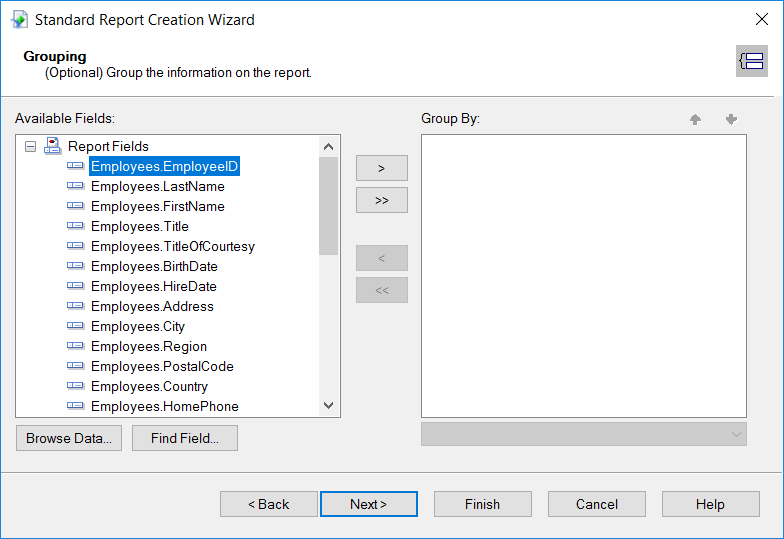 Standard Report Creation Wizard
Grouping
(Optional) Group the information on the report.
Available Fields:
Group By:
Report Fields
Employees.EmployeeID
Employees.LastName
Employees.FirstName
Employees.Title
Employees.TitleOfCourtesy
Employees.BirthDate
Employees.HireDate
Employees.Address
Employees.City
Employees.Region
Employees.PostalCode
Employees.Country
Employees.HomePhone
>
>>
<
<<
Browse Data...
Find Field...
< Back
Next >
Finish
Cancel
Help